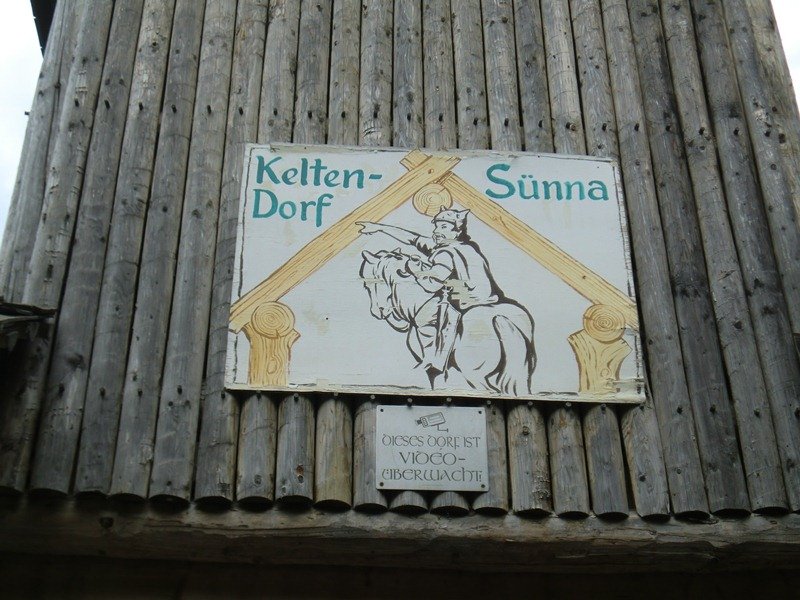 Kelten-
Dorf
Sünna
DIESES DORF IST
VIDEO-
ÜBERWACHT!